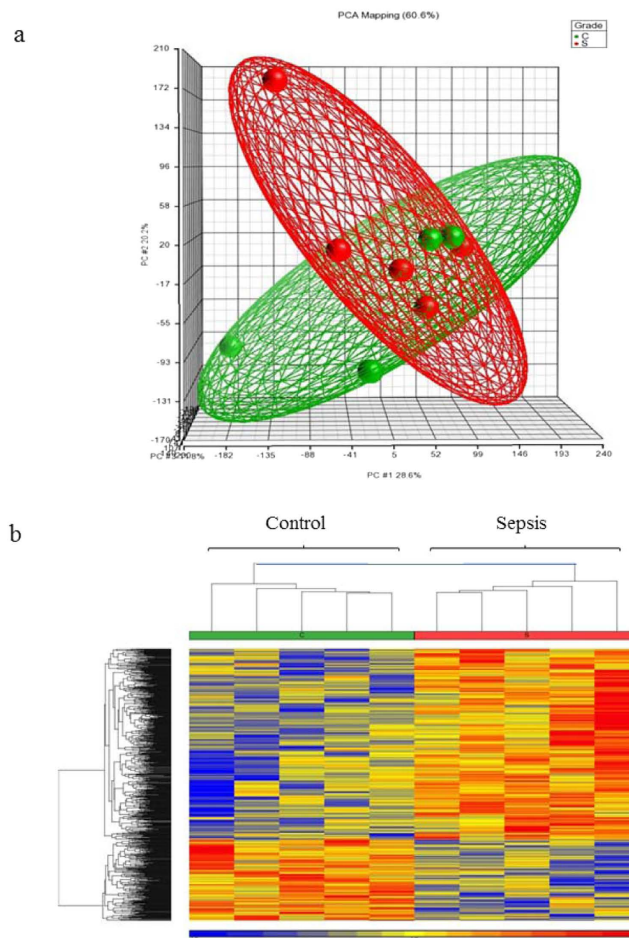 a
PCA Mapping (60.6%)
Grade
C
S
210
172
134
96
58
20
-17
-55
-93
-131
-170
PC #2 20.2%
-182 -135 -88 -41 5 52 99 146 193 240
PC #1 28.6%
b
Control Sepsis
C S